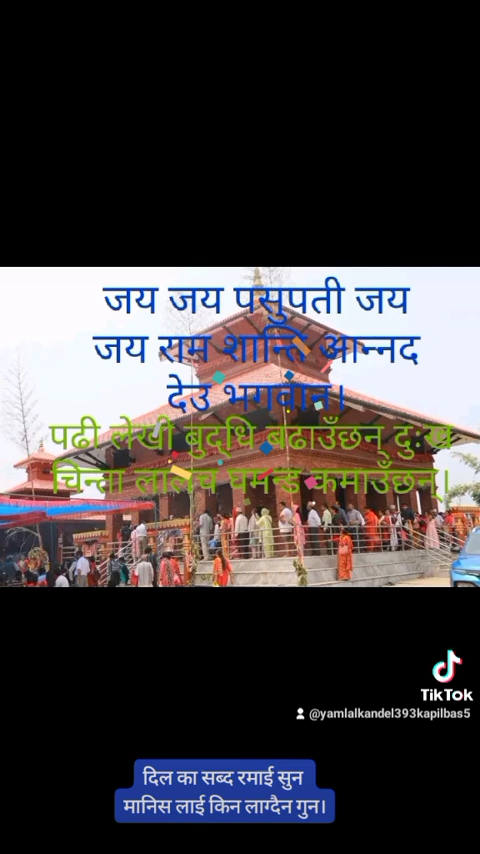 जय जय पसुपती जय
जय राम शान्ति आन्नद
देउ भगवान।
पढी लेखी बुद्धि बढाउँछन् दुःख
चिन्ता लालच घमन्ड कमाउँछन्।
TikTok
@yamlalkandel393kapilbas5
दिल का सब्द रमाई सुन
मानिस लाई किन लाग्दैन गुन।